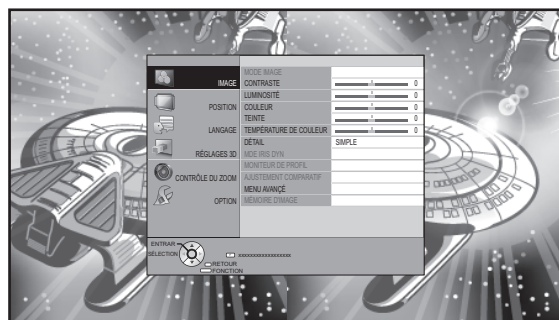 IMAGE
POSITION
LANGAGE
RÉGLAGES 3D
CONTRÔLE DU ZOOM
OPTION
MODE IMAGE
CONTRASTE 0
LUMINOSITÉ 0
COULEUR 0
TEINTE 0
TEMPÉRATURE DE COULEUR 0
DÉTAIL SIMPLE
MDE IRIS DYN
MONITEUR DE PROFIL
AJUSTEMENT COMPARATIF
MENU AVANÇÉ
MEMOIRE D'IMAGE
ENTRAR
SÉLECTION
RETOUR
FONCTION